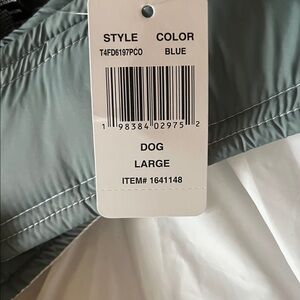 STYLE COLOR
T4FD6197PCO BLUE
1 98384 02975 2
DOG
LARGE
ITEM# 1641148